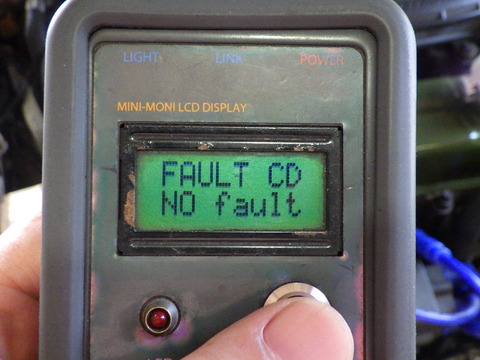 LIGHT LINK POWER
MINI-MONI LCD DISPLAY
FAULT CD
NO fault